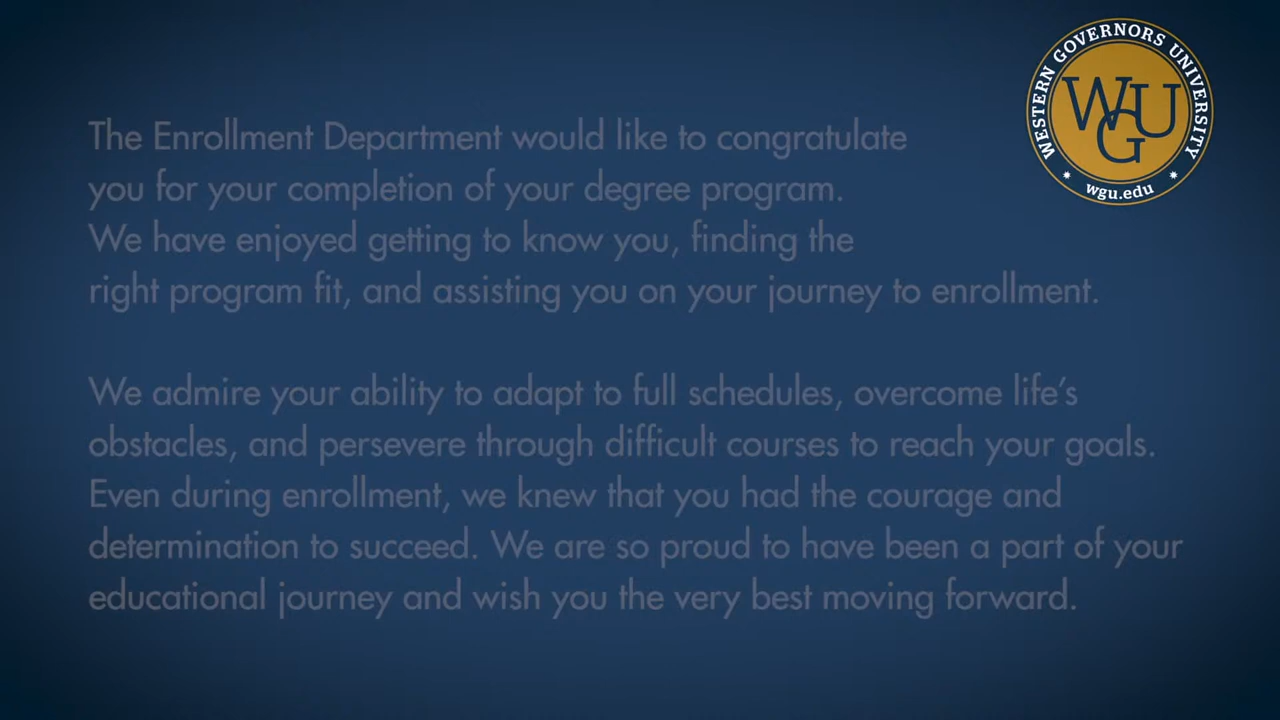 WESTERN GOVERNORS UNIVERSITY
WGU
wgu.edu
The Enrollment Department would like to congratulate
you for your completion of your degree program.
We have enjoyed getting to know you, finding the
right program fit, and assisting you on your journey to enrollment.
We admire your ability to adapt to full schedules, overcome life’s
obstacles, and persevere through difficult courses to reach your goals.
Even during enrollment, we knew that you had the courage and
determination to succeed. We are so proud to have been a part of your
educational journey and wish you the very best moving forward.